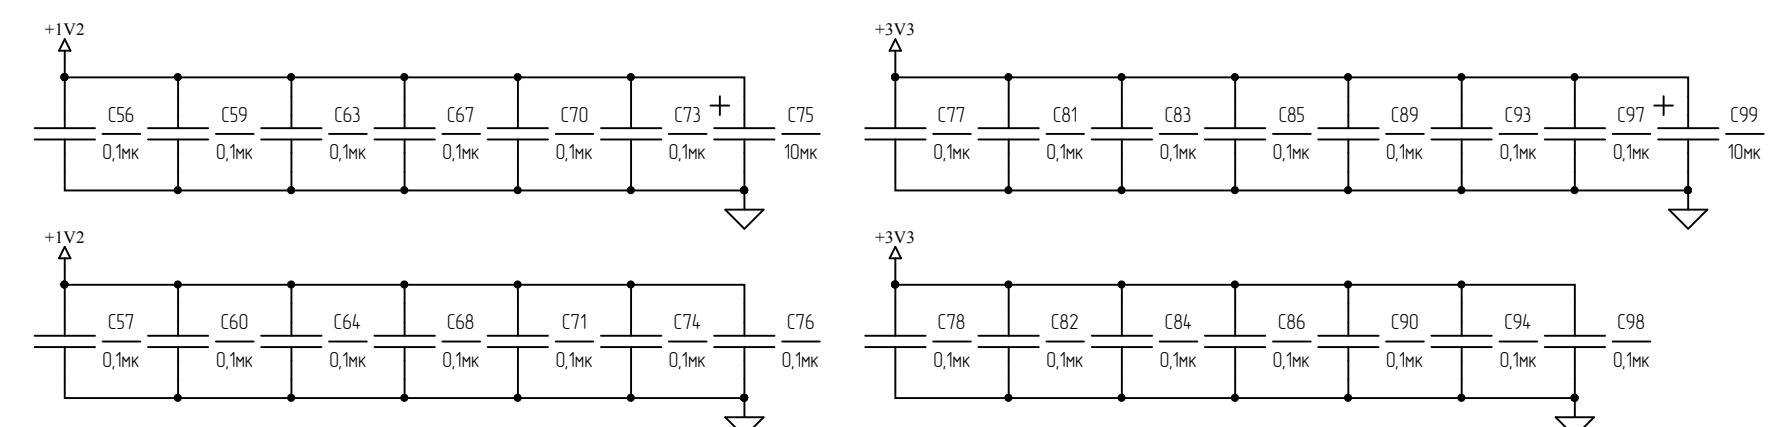 +1V2
+3V3
C56 C59 C63 C67 C70 C73 + C75
0,1мк 0,1мк 0,1мк 0,1мк 0,1мк 0,1мк 10мк
C77 C81 C83 C85 C89 C93 C97 + C99
0,1мк 0,1мк 0,1мк 0,1мк 0,1мк 0,1мк 0,1мк 10мк
+1V2
+3V3
C57 C60 C64 C68 C71 C74 C76
0,1мк 0,1мк 0,1мк 0,1мк 0,1мк 0,1мк 0,1мк
C78 C82 C84 C86 C90 C94 C98
0,1мк 0,1мк 0,1мк 0,1мк 0,1мк 0,1мк 0,1мк